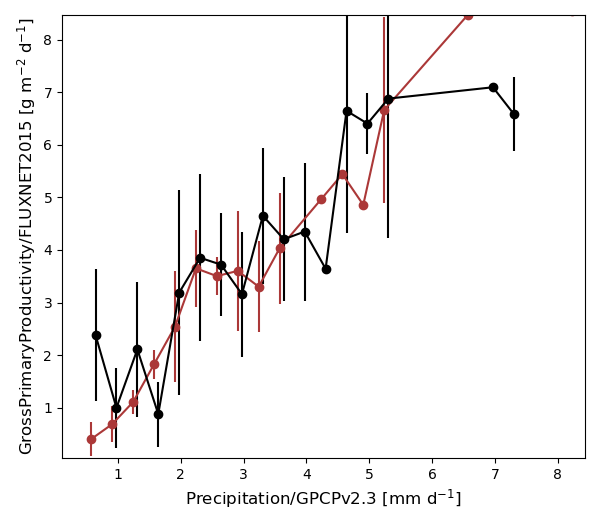 GrossPrimaryProductivity/FLUXNET2015 [g m⁻² d⁻¹]
8
7
6
5
4
3
2
1
1 2 3 4 5 6 7 8
Precipitation/GPCPv2.3 [mm d⁻¹]